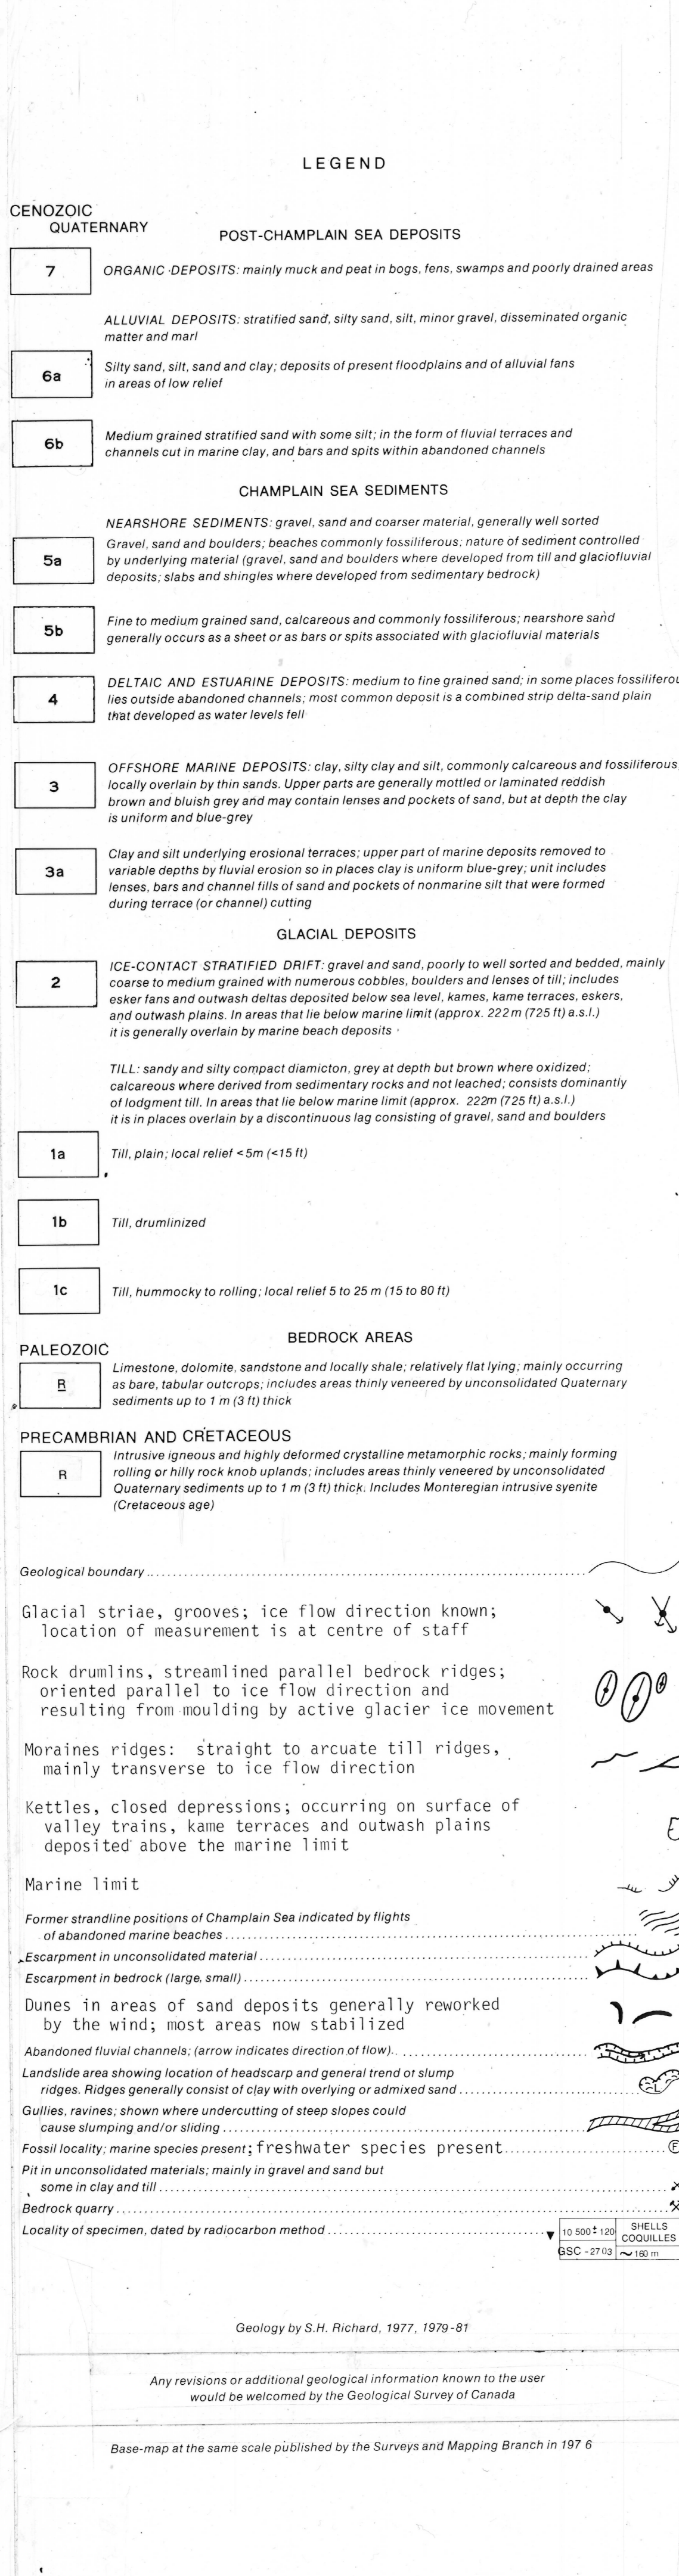 LEGEND
CENOZOIC
QUATERNARY
POST-CHAMPLAIN SEA DEPOSITS
7
ORGANIC DEPOSITS: mainly muck and peat in bogs, fens, swamps and poorly drained areas
ALLUVIAL DEPOSITS: stratified sand, silty sand, silt, minor gravel, disseminated organic
matter and marl
6a
Silty sand, silt, sand and clay; deposits of present floodplains and of alluvial fans
in areas of low relief
6b
Medium grained stratified sand with some silt; in the form of fluvial terraces and
channels cut in marine clay, and bars and spits within abandoned channels
CHAMPLAIN SEA SEDIMENTS
NEARSHORE SEDIMENTS: gravel, sand and coarser material, generally well sorted
5a
Gravel, sand and boulders; beaches commonly fossiliferous; nature of sediment controlled
by underlying material (gravel, sand and boulders where developed from till and glaciofluvial
deposits; slabs and shingles where developed from sedimentary bedrock)
5b
Fine to medium grained sand, calcareous and commonly fossiliferous; nearshore sand
generally occurs as a sheet or as bars or spits associated with glaciofluvial materials
4
DELTAIC AND ESTUARINE DEPOSITS: medium to fine grained sand; in some places fossiliferou
lies outside abandoned channels; most common deposit is a combined strip delta-sand plain
that developed as water levels fell
3
OFFSHORE MARINE DEPOSITS: clay, silty clay and silt, commonly calcareous and fossiliferous
locally overlain by thin sands. Upper parts are generally mottled or laminated reddish
brown and bluish grey and may contain lenses and pockets of sand, but at depth the clay
is uniform and blue-grey
3a
Clay and silt underlying erosional terraces; upper part of marine deposits removed to
variable depths by fluvial erosion so in places clay is uniform blue-grey; unit includes
lenses, bars and channel fills of sand and pockets of nonmarine silt that were formed
during terrace (or channel) cutting
GLACIAL DEPOSITS
2
ICE-CONTACT STRATIFIED DRIFT: gravel and sand, poorly to well sorted and bedded, mainly
coarse to medium grained with numerous cobbles, boulders and lenses of till; includes
esker fans and outwash deltas deposited below sea level, kames, kame terraces, eskers,
and outwash plains. In areas that lie below marine limit (approx. 222 m (725 ft) a.s.l.)
it is generally overlain by marine beach deposits
TILL: sandy and silty compact diamicton, grey at depth but brown where oxidized;
calcareous where derived from sedimentary rocks and not leached; consists dominantly
of lodgment till. In areas that lie below marine limit (approx. 222m (725 ft) a.s.l.)
it is in places overlain by a discontinuous lag consisting of gravel, sand and boulders
1a
Till, plain; local relief <5m (<15 ft)
1b
Till, drumlinized
1c
Till, hummocky to rolling; local relief 5 to 25 m (15 to 80 ft)
BEDROCK AREAS
PALEOZOIC
R
Limestone, dolomite, sandstone and locally shale; relatively flat lying; mainly occurring
as bare, tabular outcrops; includes areas thinly veneered by unconsolidated Quaternary
sediments up to 1 m (3 ft) thick
PRECAMBRIAN AND CRETACEOUS
R
Intrusive igneous and highly deformed crystalline metamorphic rocks; mainly forming
rolling or hilly rock knob uplands; includes areas thinly veneered by unconsolidated
Quaternary sediments up to 1 m (3 ft) thick. Includes Monteregian intrusive syenite
(Cretaceous age)
Geological boundary
Glacial striae, grooves; ice flow direction known;
location of measurement is at centre of staff
Rock drumlins, streamlined parallel bedrock ridges;
oriented parallel to ice flow direction and
resulting from moulding by active glacier ice movement
Moraines ridges: straight to arcuate till ridges,
mainly transverse to ice flow direction
Kettles, closed depressions; occurring on surface of
valley trains, kame terraces and outwash plains
deposited above the marine limit
Marine limit
Former strandline positions of Champlain Sea indicated by flights
of abandoned marine beaches
Escarpment in unconsolidated material
Escarpment in bedrock (large, small)
Dunes in areas of sand deposits generally reworked
by the wind; most areas now stabilized
Abandoned fluvial channels; (arrow indicates direction of flow)
Landslide area showing location of headscarp and general trend of slump
ridges. Ridges generally consist of clay with overlying or admixed sand
L
Gullies, ravines; shown where undercutting of steep slopes could
cause slumping and/or sliding
Fossil locality; marine species present; freshwater species present
F
Pit in unconsolidated materials; mainly in gravel and sand but
some in clay and till
Bedrock quarry
Locality of specimen, dated by radiocarbon method
10 500 ± 120
SHELLS
COQUILLES
GSC - 2703
~ 160 m
Geology by S.H. Richard, 1977, 1979-81
Any revisions or additional geological information known to the user
would be welcomed by the Geological Survey of Canada
Base-map at the same scale published by the Surveys and Mapping Branch in 197 6